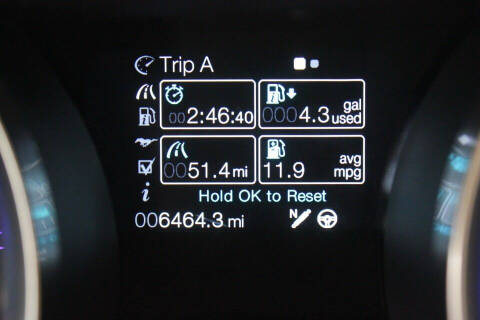 Trip A
002:46:40
0004.3 gal used
0051.4 mi
11.9 avg mpg
Hold OK to Reset
006464.3 mi
N